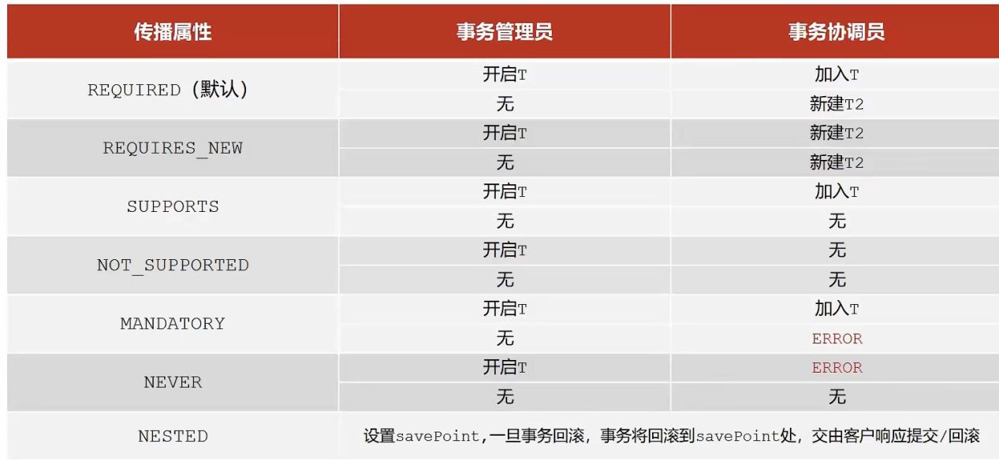 传播属性 事务管理员 事务协调员
REQUIRED（默认） 开启T 加入T
无 新建T2
REQUIRES_NEW 开启T 新建T2
无 新建T2
SUPPORTS 开启T 加入T
无 无
NOT_SUPPORTED 开启T 无
无 无
MANDATORY 开启T 加入T
无 ERROR
NEVER 开启T ERROR
无 无
NESTED 设置savePoint,一旦事务回滚，事务将回滚到savePoint处，交由客户响应提交/回滚